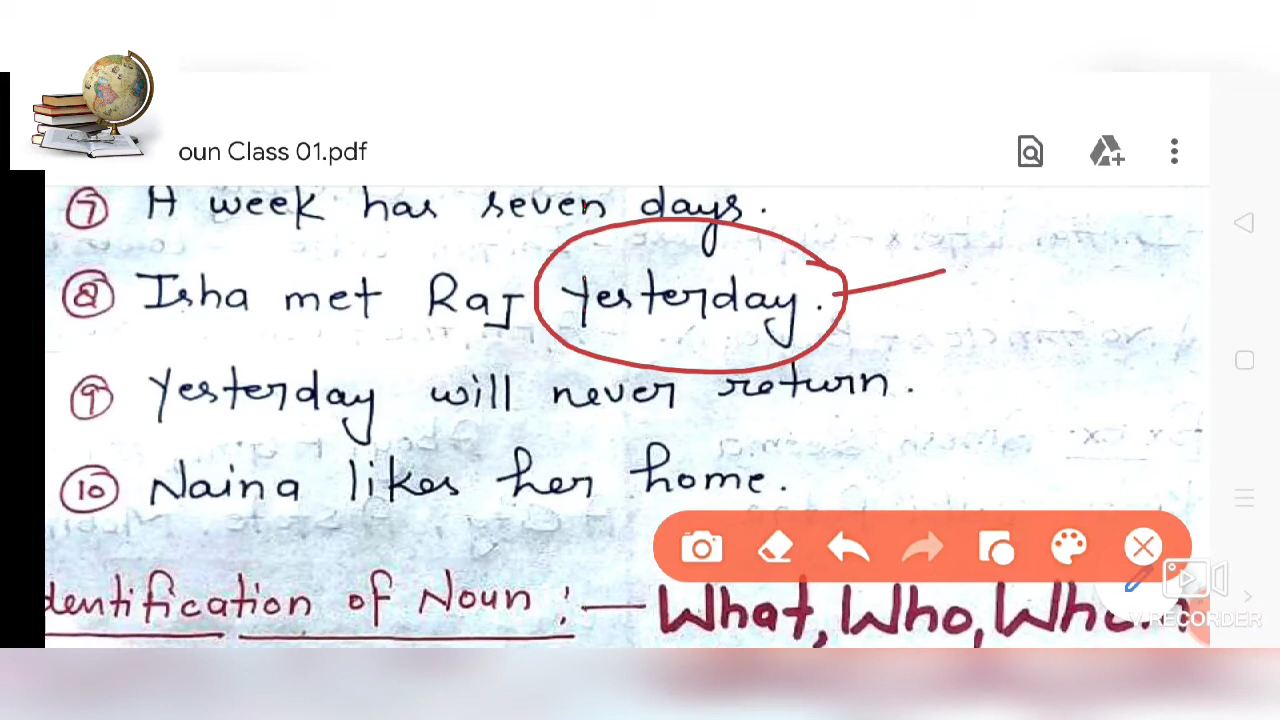 oun Class 01.pdf
⑦ A week has seven days.
⑧ Isha met Raj yesterday.
⑨ Yesterday will never return.
⑩ Naina likes her home.
dentification of Noun :— What, Who,
V RECORDER